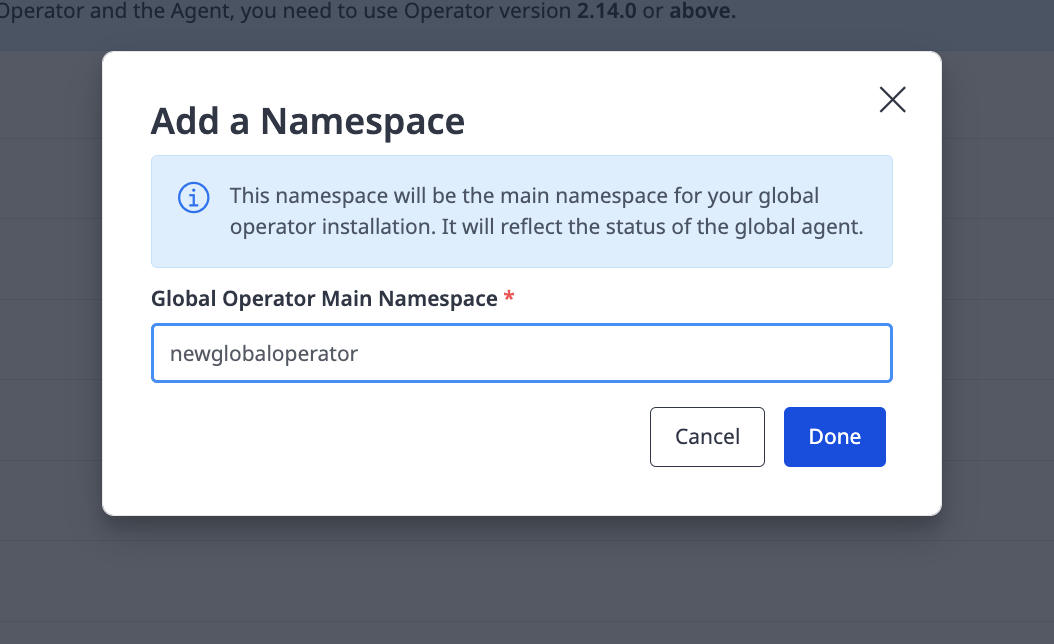 Operator and the Agent, you need to use Operator version 2.14.0 or above.
Add a Namespace
This namespace will be the main namespace for your global
operator installation. It will reflect the status of the global agent.
Global Operator Main Namespace *
newglobaloperator
Cancel
Done